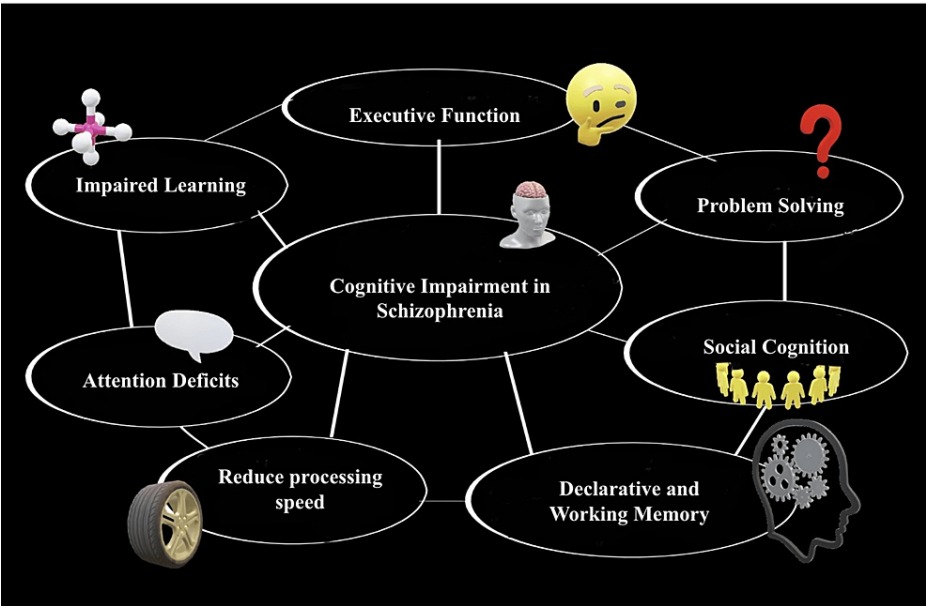 Executive Function
Impaired Learning
Problem Solving
Cognitive Impairment in
Schizophrenia
Social Cognition
Attention Deficits
Reduce processing
speed
Declarative and
Working Memory